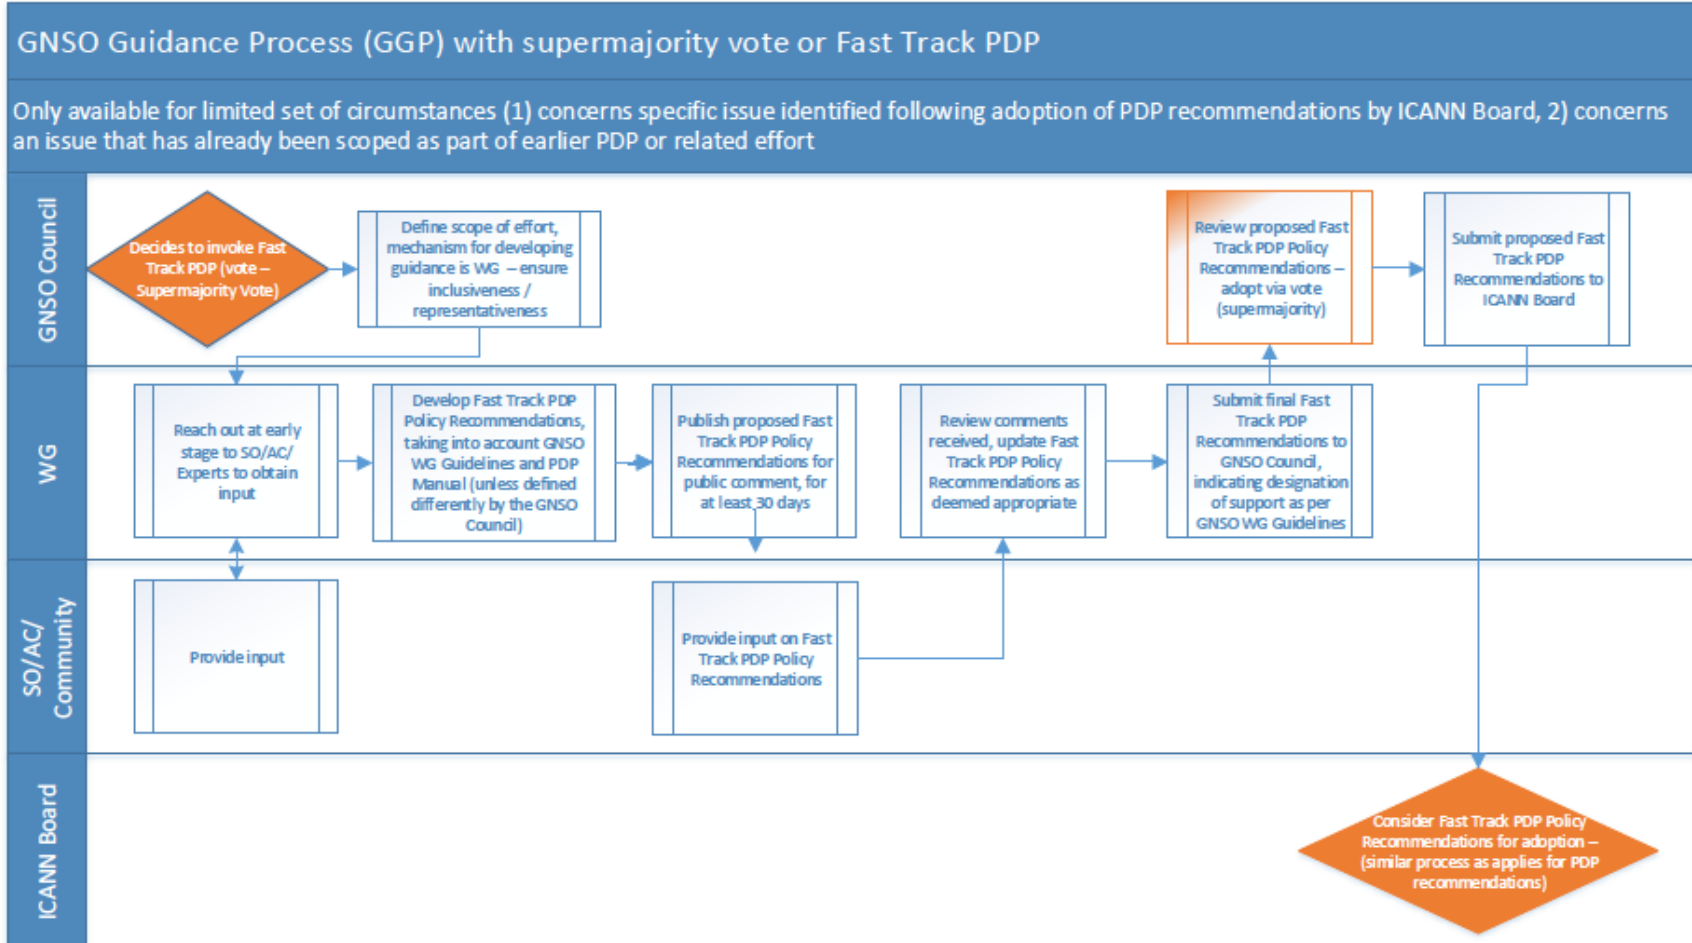 GNSO Guidance Process (GGP) with supermajority vote or Fast Track PDP
Only available for limited set of circumstances (1) concerns specific issue identified following adoption of PDP recommendations by ICANN Board, 2) concerns
an issue that has already been scoped as part of earlier PDP or related effort
GNSO Council
Decides to invoke Fast
Track PDP (vote –
Supermajority Vote)
Define scope of effort,
mechanism for developing
guidance is WG – ensure
inclusiveness /
representativeness
Review proposed Fast
Track PDP Policy
Recommendations –
adopt via vote
(supermajority)
Submit proposed Fast
Track PDP
Recommendations to
ICANN Board
WG
Reach out at early
stage to SO/AC/
Experts to obtain
input
Develop Fast Track PDP
Policy Recommendations,
taking into account GNSO
WG Guidelines and PDP
Manual (unless defined
differently by the GNSO
Council)
Publish proposed Fast
Track PDP Policy
Recommendations for
public comment, for
at least 30 days
Review comments
received, update Fast
Track PDP Policy
Recommendations as
deemed appropriate
Submit final Fast
Track PDP
Recommendations to
GNSO Council,
indicating designation
of support as per
GNSO WG Guidelines
SO/AC/
Community
Provide input
Provide input on Fast
Track PDP Policy
Recommendations
ICANN Board
Consider Fast Track PDP Policy
Recommendations for adoption –
(similar process as applies for PDP
recommendations)